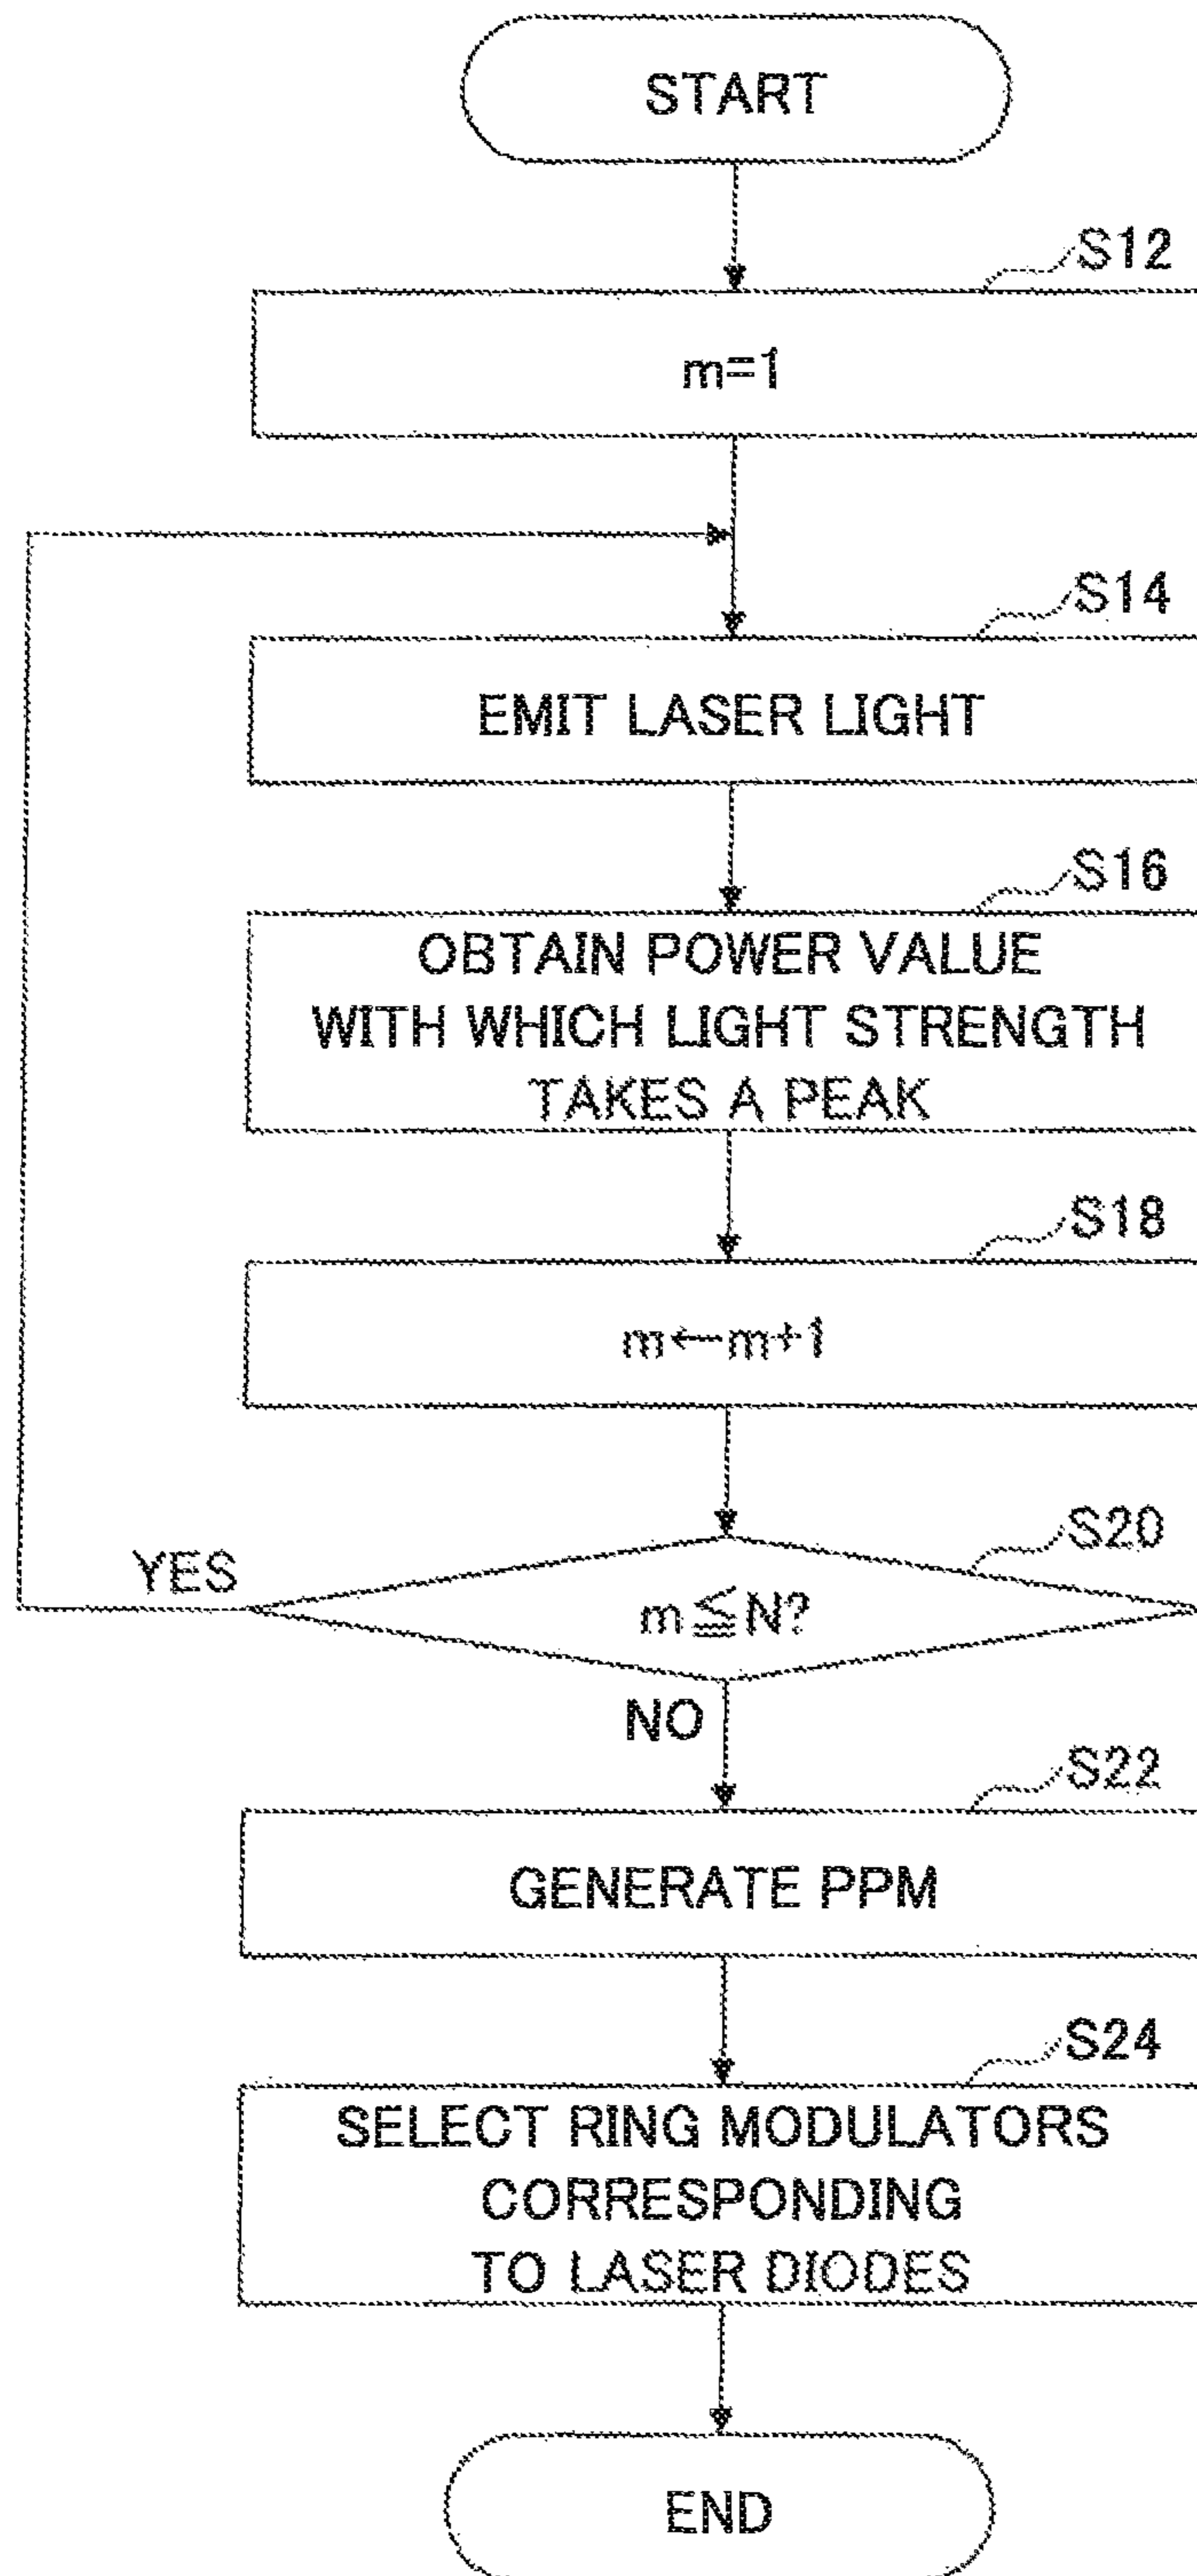 START
S12
m=1
S14
EMIT LASER LIGHT
S16
OBTAIN POWER VALUE
WITH WHICH LIGHT STRENGTH
TAKES A PEAK
S18
m←m+1
S20
YES
m≦N?
NO
S22
GENERATE PPM
S24
SELECT RING MODULATORS
CORRESPONDING
TO LASER DIODES
END